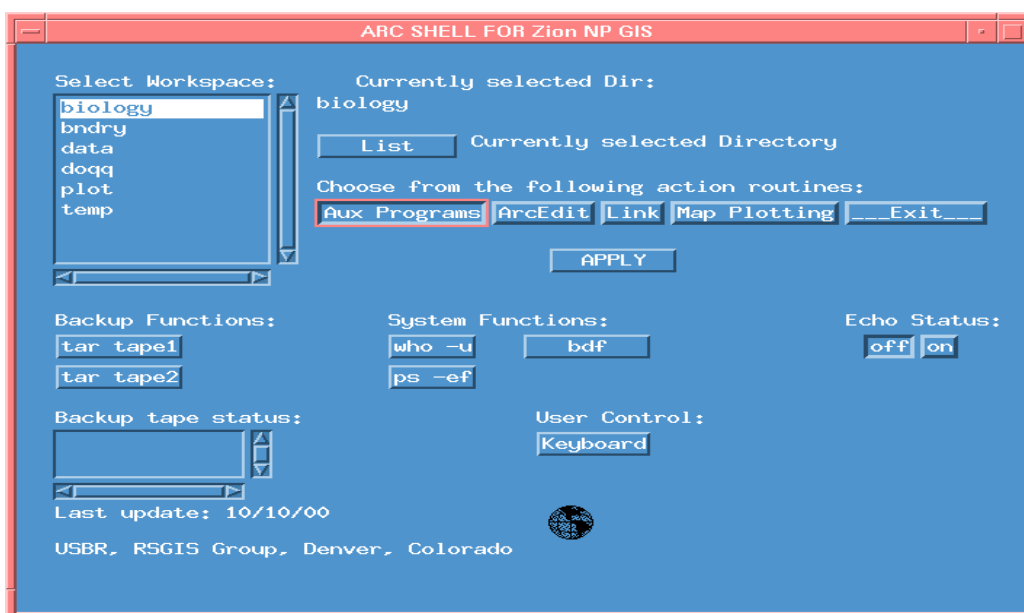 ARC SHELL FOR Zion NP GIS
Select Workspace:
biology
bndry
data
doqq
plot
temp
Currently selected Dir:
biology
List Currently selected Directory
Choose from the following action routines:
Aux Programs ArcEdit Link Map Plotting ___Exit___
APPLY
Backup Functions:
tar tape1
tar tape2
System Functions:
who -u bdf
ps -ef
Echo Status:
off on
Backup tape status:
User Control:
Keyboard
Last update: 10/10/00
USBR, RSGIS Group, Denver, Colorado